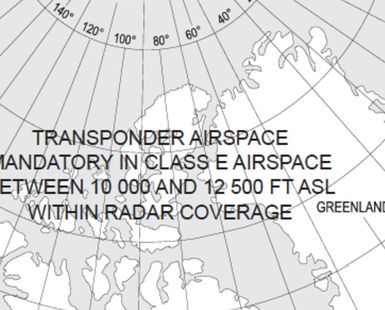 140° 120° 100° 80° 60° 40°
TRANSPONDER AIRSPACE
MANDATORY IN CLASS E AIRSPACE
BETWEEN 10 000 AND 12 500 FT ASL
WITHIN RADAR COVERAGE
GREENLAND